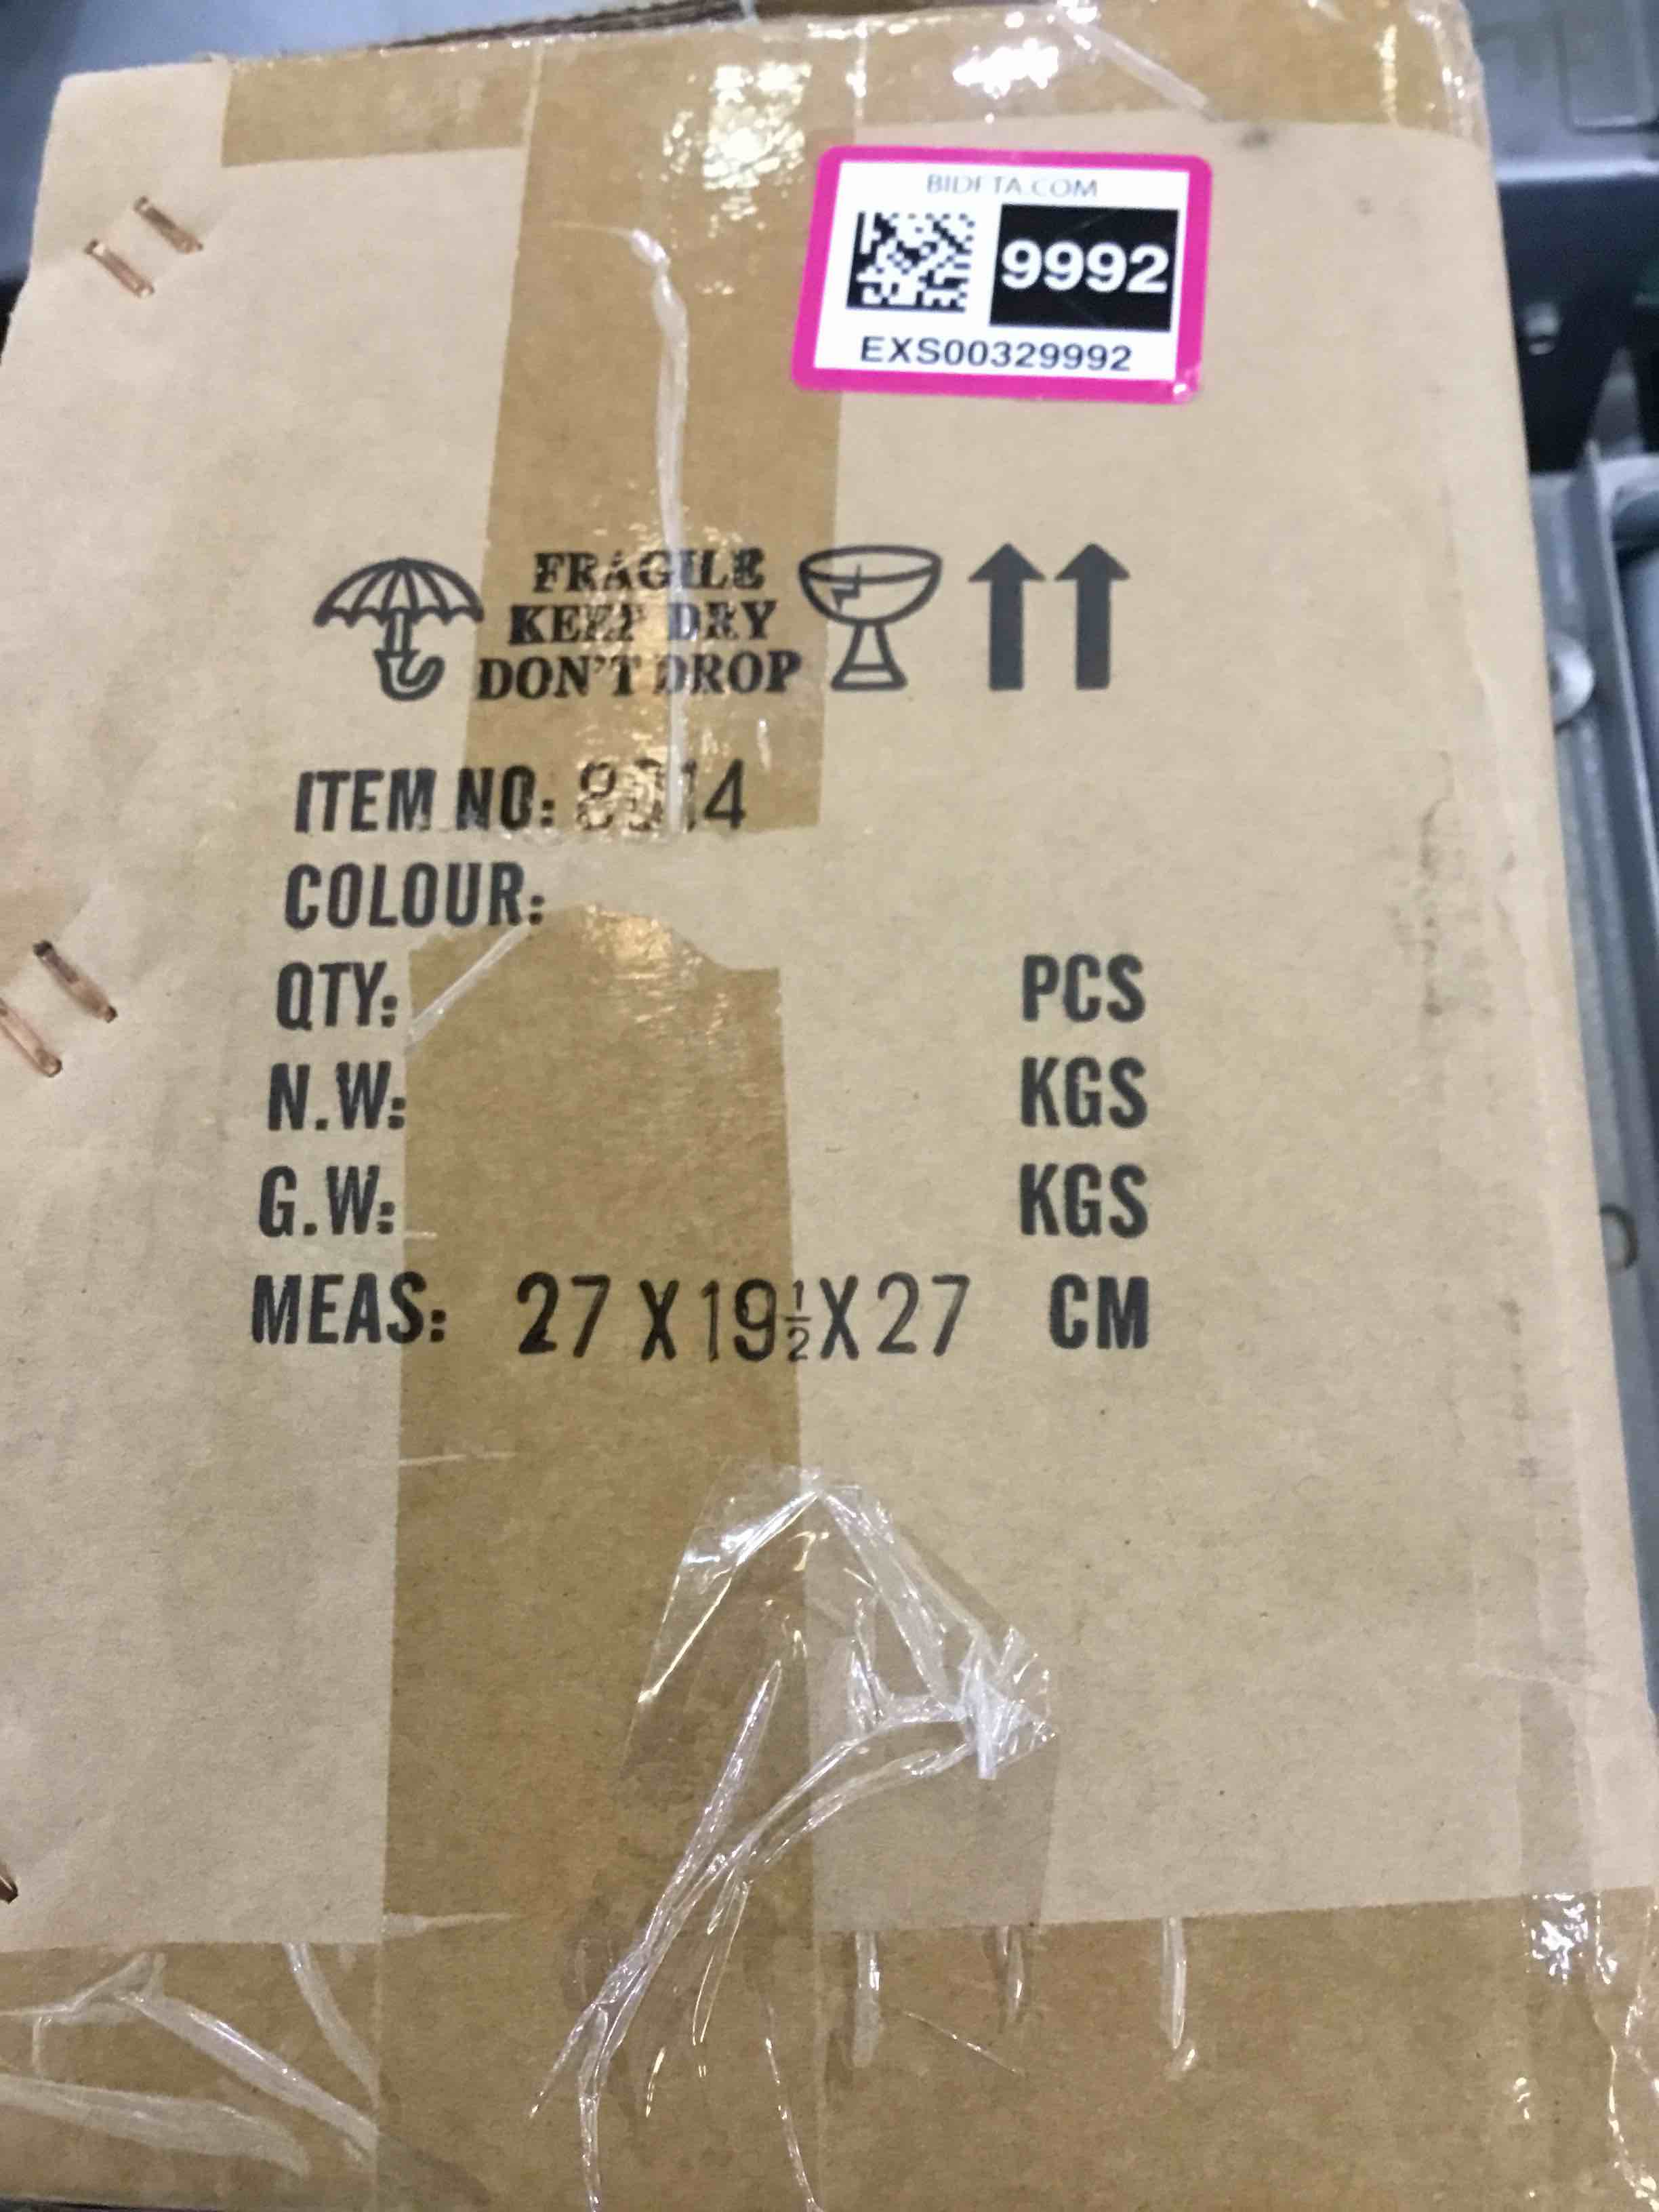 BIDFTA.COM
9992
EXS00329992
FRAGILE
KEEP DRY
DON'T DROP
ITEM NO:
COLOUR:
QTY: PCS
N.W: KGS
G.W: KGS
MEAS: 27 X 19½ X 27 CM